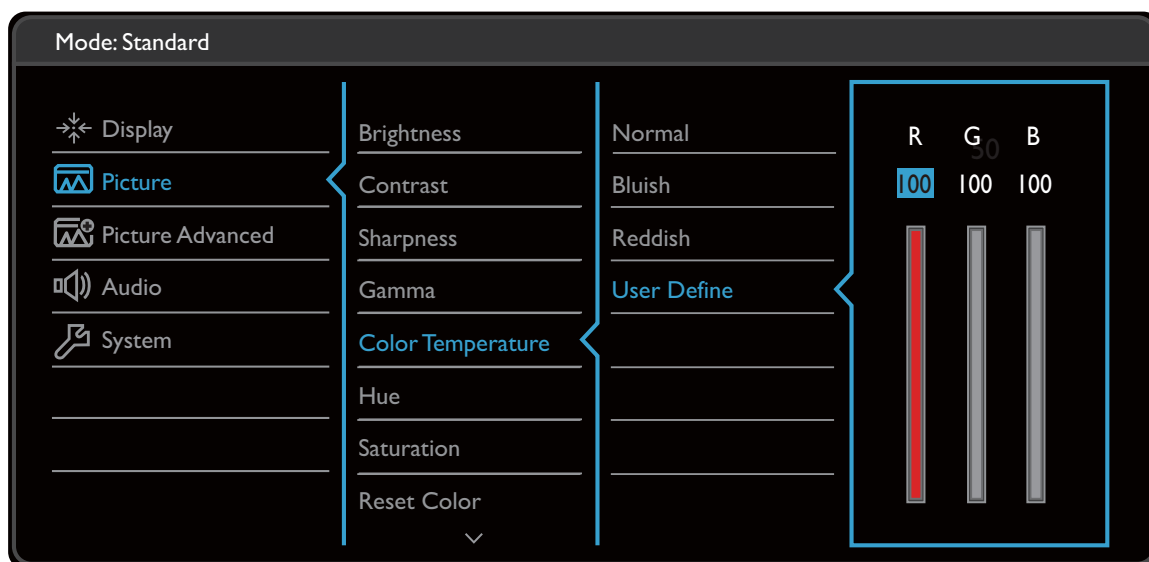 Mode: Standard
Display
Picture
Picture Advanced
Audio
System
Brightness
Contrast
Sharpness
Gamma
Color Temperature
Hue
Saturation
Reset Color
Normal
Bluish
Reddish
User Define
R G B
50
100 100 100